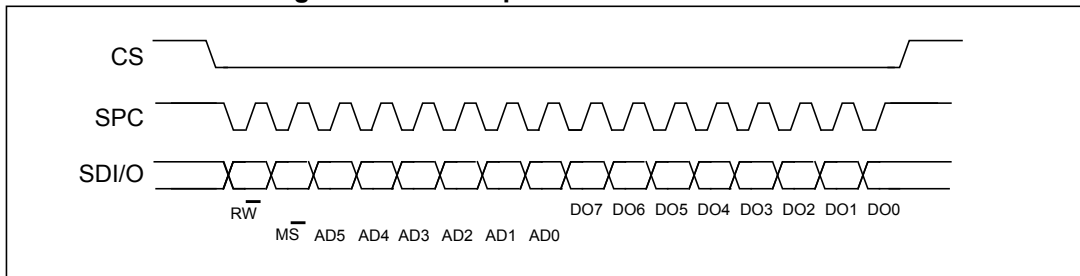 CS
SPC
SDI/O
RW̅
DO7 DO6 DO5 DO4 DO3 DO2 DO1 DO0
MS̅ AD5 AD4 AD3 AD2 AD1 AD0